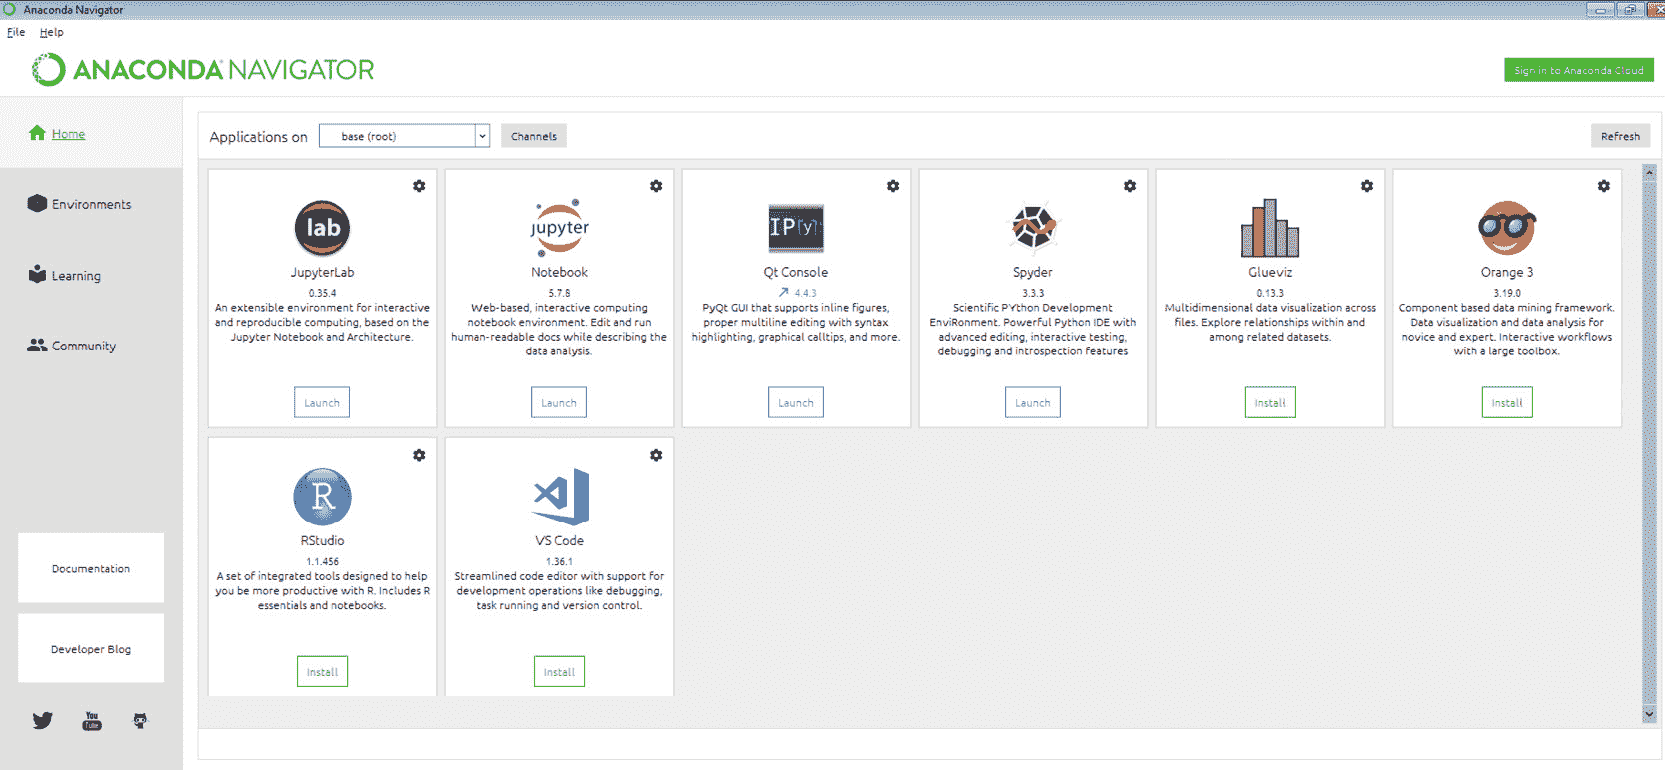 Anaconda Navigator
File Help
ANACONDA NAVIGATOR
Sign in to Anaconda Cloud
Home
Environments
Learning
Community
Documentation
Developer Blog
You
Tube
Applications on base (root) Channels Refresh
lab
JupyterLab
0.35.4
An extensible environment for interactive
and reproducible computing, based on the
Jupyter Notebook and Architecture.
Launch
jupyter
Notebook
5.7.8
Web-based, interactive computing
notebook environment. Edit and run
human-readable docs while describing the
data analysis.
Launch
IP[y]
Qt Console
4.4.3
PyQt GUI that supports inline figures,
proper multiline editing with syntax
highlighting, graphical calltips, and more.
Launch
Spyder
3.3.3
Scientific PYthon Development
EnviRonment. Powerful Python IDE with
advanced editing, interactive testing,
debugging and introspection features
Launch
Glueviz
0.13.3
Multidimensional data visualization across
files. Explore relationships within and
among related datasets.
Install
Orange 3
3.19.0
Component based data mining framework.
Data visualization and data analysis for
novice and expert. Interactive workflows
with a large toolbox.
Install
R
RStudio
1.1.456
A set of integrated tools designed to help
you be more productive with R. Includes R
essentials and notebooks.
Install
VS Code
1.36.1
Streamlined code editor with support for
development operations like debugging,
task running and version control.
Install